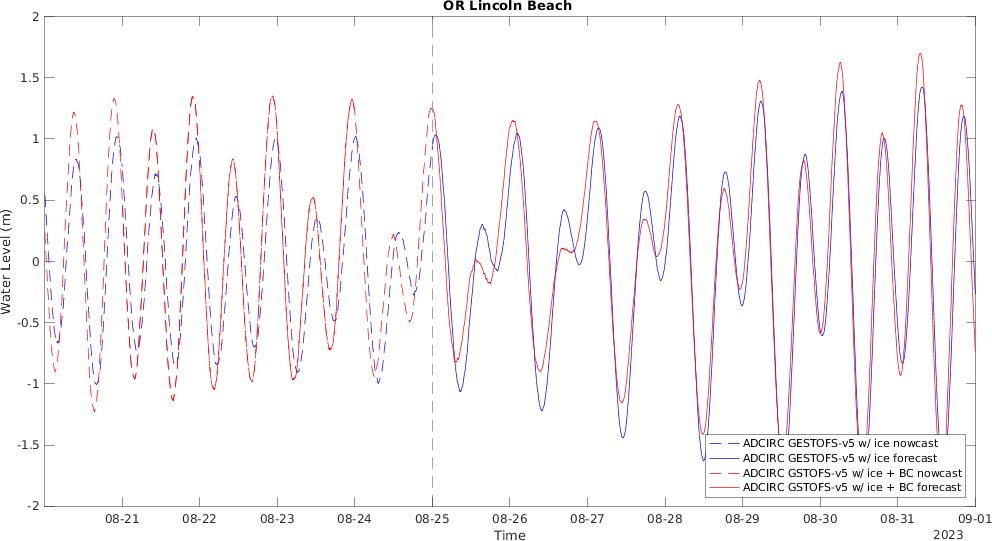 OR Lincoln Beach
2
1.5
1
0.5
0
-0.5
-1
-1.5
-2
Water Level (m)
08-21 08-22 08-23 08-24 08-25 08-26 08-27 08-28 08-29 08-30 08-31 09-01
Time
2023
ADCIRC GESTOFS-v5 w/ ice nowcast
ADCIRC GESTOFS-v5 w/ ice forecast
ADCIRC GSTOFS-v5 w/ ice + BC nowcast
ADCIRC GSTOFS-v5 w/ ice + BC forecast